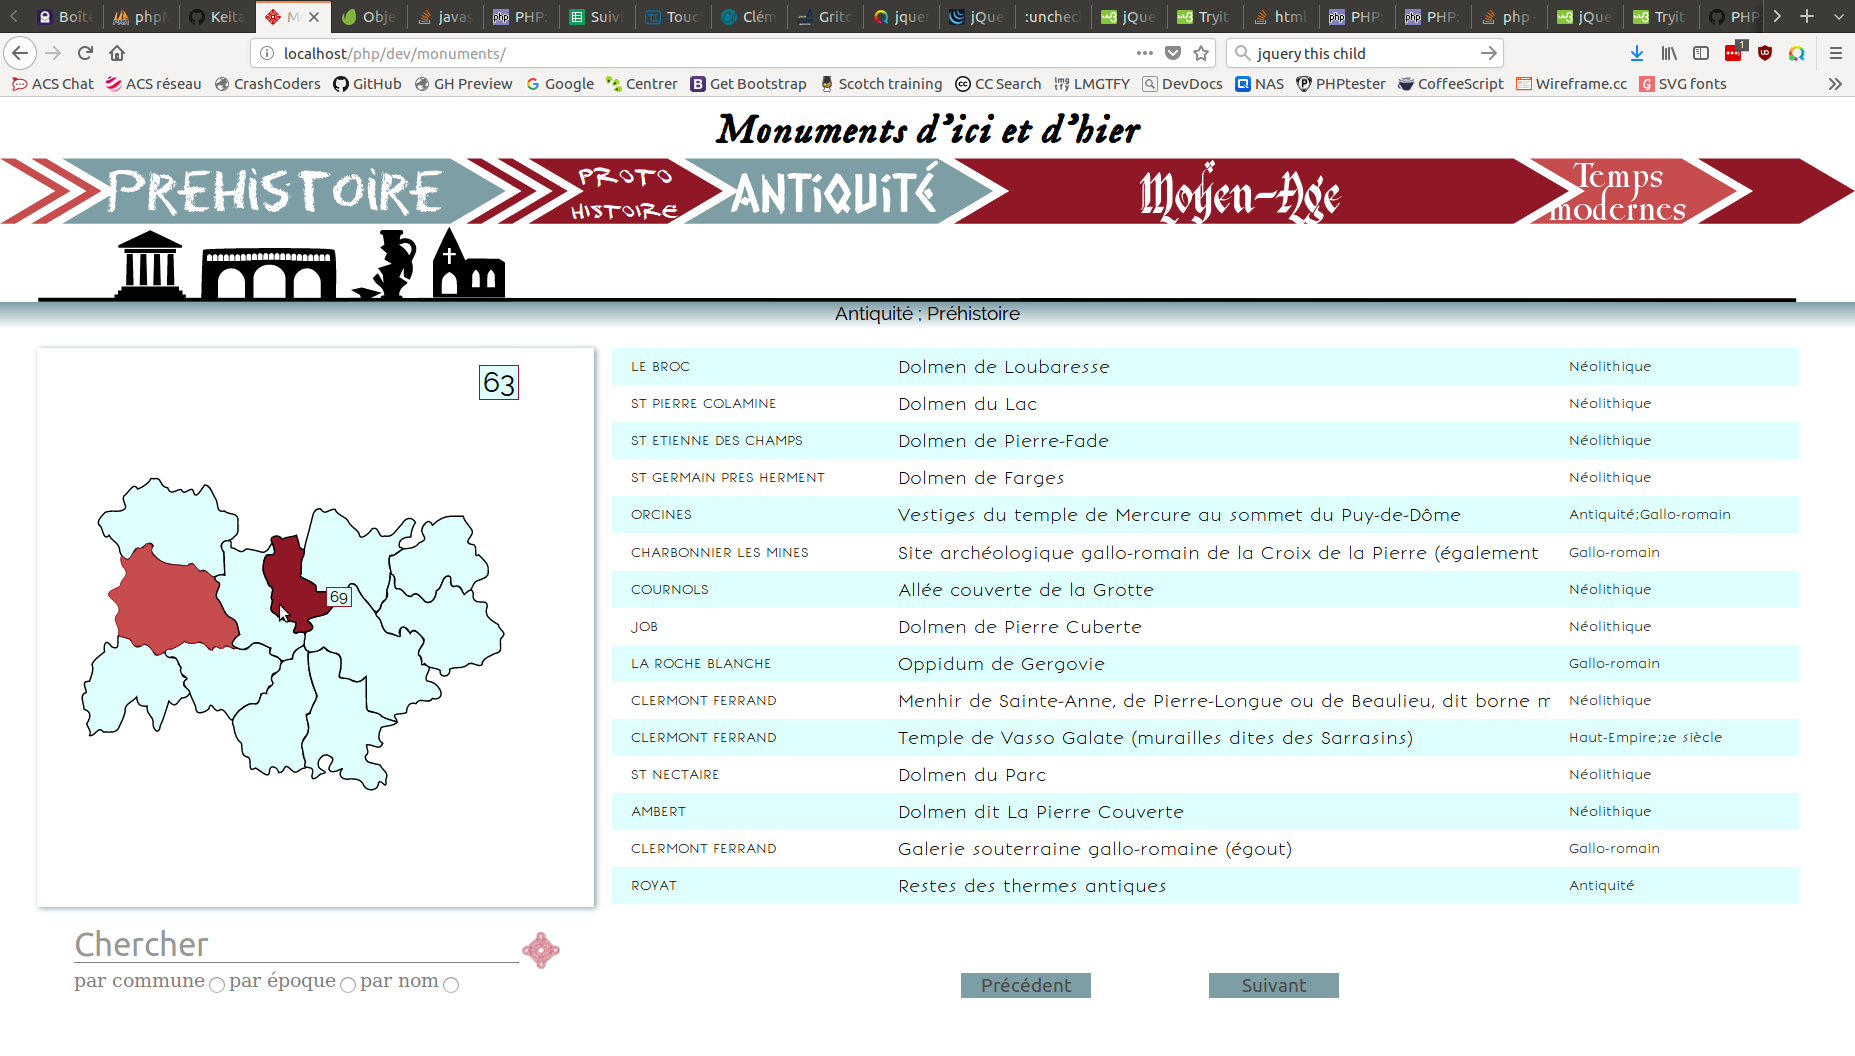 Boîte
php
Keita
M
Obje
javas
PHP:
Suivi
Touc
Clém
Grito
jquer
jQue
:unchec
jQue
Tryit
html
PHP
PHP:
php
jQue
Tryit
PHP
localhost/php/dev/monuments/
jquery this child
1
ACS Chat
ACS réseau
CrashCoders
GitHub
GH Preview
Google
Centrer
Get Bootstrap
Scotch training
CC Search
LMGTFY
DevDocs
NAS
PHPtester
CoffeeScript
Wireframe.cc
SVG fonts
Monuments d'ici et d'hier
PREHISTOIRE
PROTO
HISTOIRE
ANTIQUITÉ
Moyen-Age
Temps
modernes
Antiquité ; Préhistoire
63
69
LE BROC Dolmen de Loubaresse Néolithique
ST PIERRE COLAMINE Dolmen du Lac Néolithique
ST ETIENNE DES CHAMPS Dolmen de Pierre-Fade Néolithique
ST GERMAIN PRES HERMENT Dolmen de Farges Néolithique
ORCINES Vestiges du temple de Mercure au sommet du Puy-de-Dôme Antiquité;Gallo-romain
CHARBONNIER LES MINES Site archéologique gallo-romain de la Croix de la Pierre (également Gallo-romain
COURNOLS Allée couverte de la Grotte Néolithique
JOB Dolmen de Pierre Cuberte Néolithique
LA ROCHE BLANCHE Oppidum de Gergovie Gallo-romain
CLERMONT FERRAND Menhir de Sainte-Anne, de Pierre-Longue ou de Beaulieu, dit borne m Néolithique
CLERMONT FERRAND Temple de Vasso Galate (murailles dites des Sarrasins) Haut-Empire;2e siècle
ST NECTAIRE Dolmen du Parc Néolithique
AMBERT Dolmen dit La Pierre Couverte Néolithique
CLERMONT FERRAND Galerie souterraine gallo-romaine (égout) Gallo-romain
ROYAT Restes des thermes antiques Antiquité
Chercher
par commune par époque par nom
Précédent
Suivant